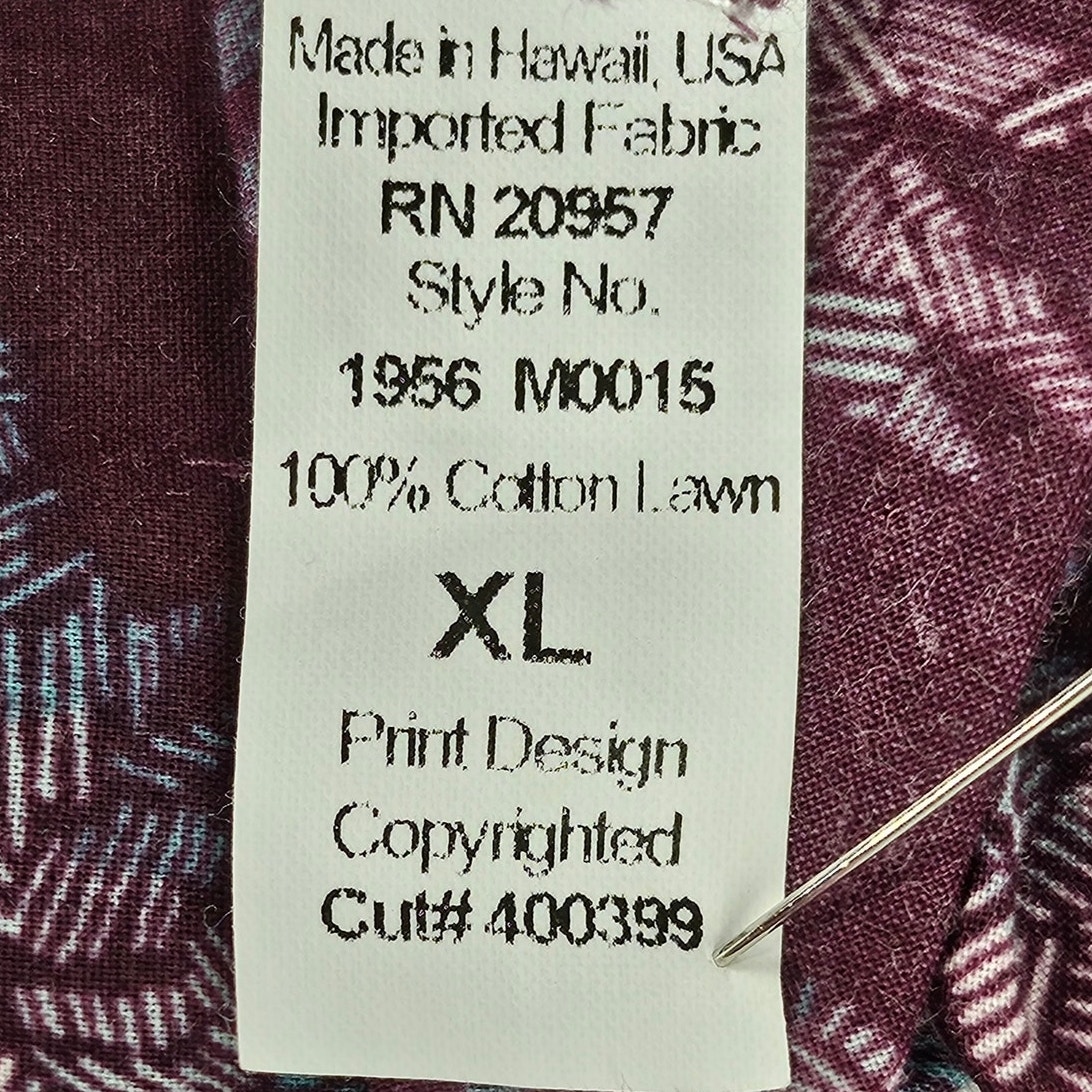 Made in Hawaii, USA
Imported Fabric
RN 20957
Style No.
1956 M0015
100% Cotton Lawn
XL
Print Design
Copyrighted
Cut# 400399